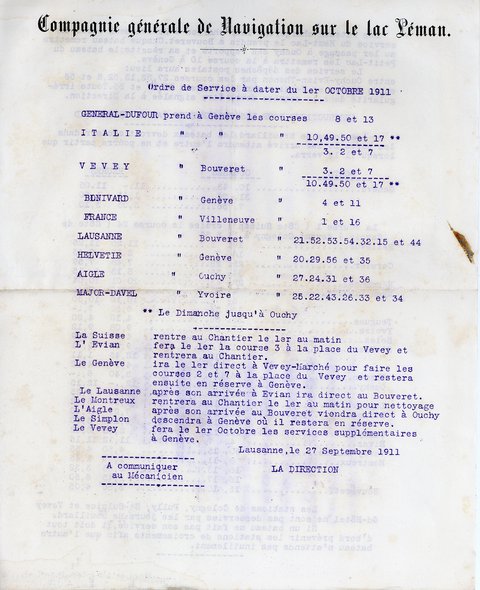 Compagnie générale de Navigation sur le lac Léman.
Ordre de Service à dater du 1er OCTOBRE 1911
GENERAL-DUFOUR prend à Genève les courses 8 et 13
ITALIE " " " 10,49.50 et 17 **
3. 2 et 7
VEVEY " Bouveret " 3. 2 et 7
10.49.50 et 17 **
BONIVARD " Genève " 4 et 11
FRANCE " Villeneuve " 1 et 16
LAUSANNE " Bouveret " 21.52.53.54.32.15 et 44
HELVETIE " Genève " 20.29.56 et 35
AIGLE " Ouchy " 27.24.31 et 36
MAJOR-DAVEL " Yvoire " 25.22.43.26.33 et 34
** Le Dimanche jusqu'à Ouchy
La Suisse rentre au Chantier le 1er au matin
L' Evian fera le 1er la course 3 à la place du Vevey et
rentrera au Chantier.
Le Genève ira le 1er direct à Vevey-Marché pour faire les
courses 2 et 7 à la place du Vevey et restera
ensuite en réserve à Genève.
Le Lausanne après son arrivée à Evian ira direct au Bouveret.
Le Montreux rentrera au Chantier le 1er au matin pour nettoyage
L'Aigle après son arrivée au Bouveret viendra direct à Ouchy
Le Simplon descendra à Genève où il restera en réserve.
Le Vevey fera le 1er Octobre les services supplémentaires
à Genève.
Lausanne, le 27 Septembre 1911
A communiquer LA DIRECTION
au Mécanicien